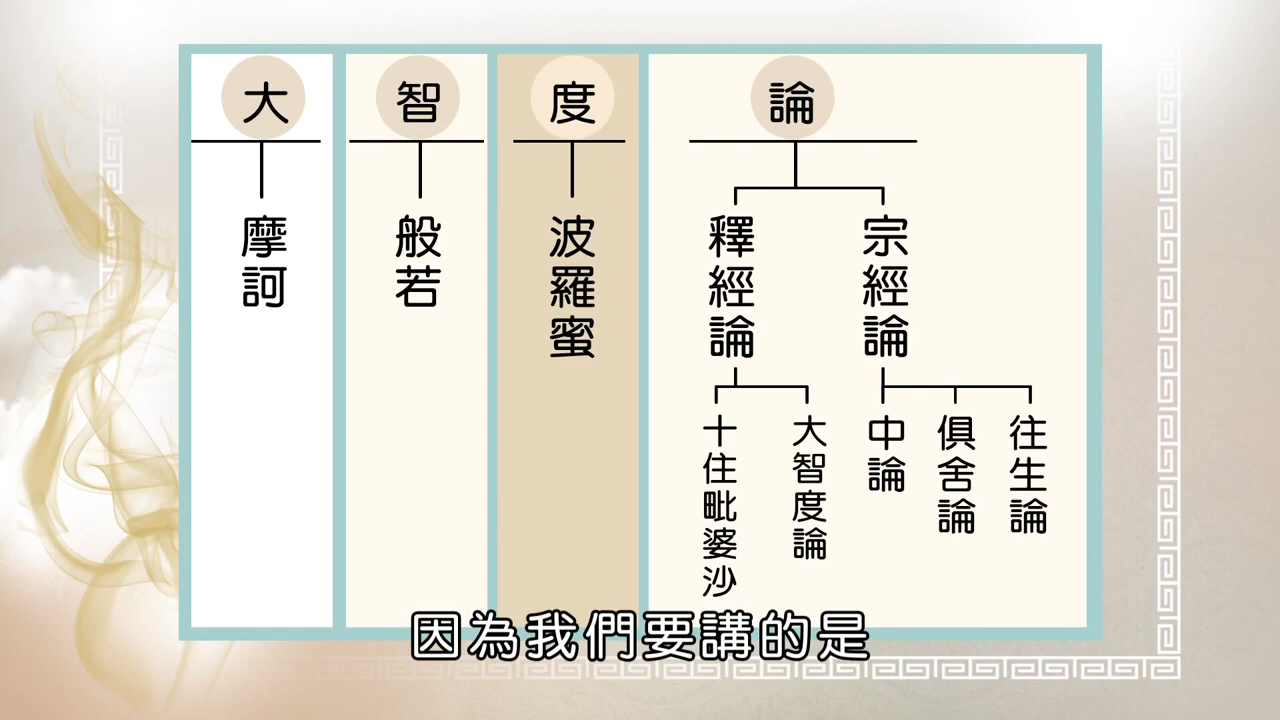 大
摩訶
智
般若
度
波羅蜜
論
釋經論
十住毗婆沙
大智度論
宗經論
中論
俱舍論
往生論
因為我們要講的是